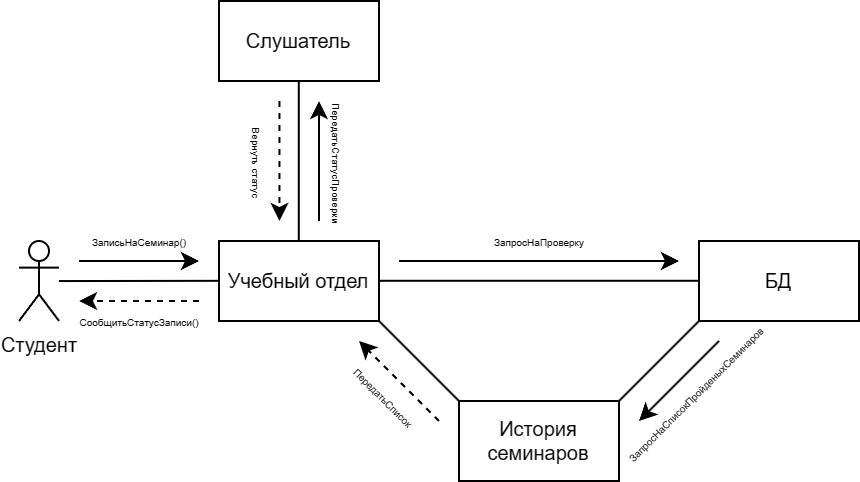 Слушатель
Вернуть статус
ПередатьСтатусПроверки
ЗаписьНаСеминар()
ЗапросНаПроверку
Учебный отдел
БД
СообщитьСтатусЗаписи()
Студент
ПередатьСписок
ЗапросНаСписокПройденыхСеминаров
История
семинаров